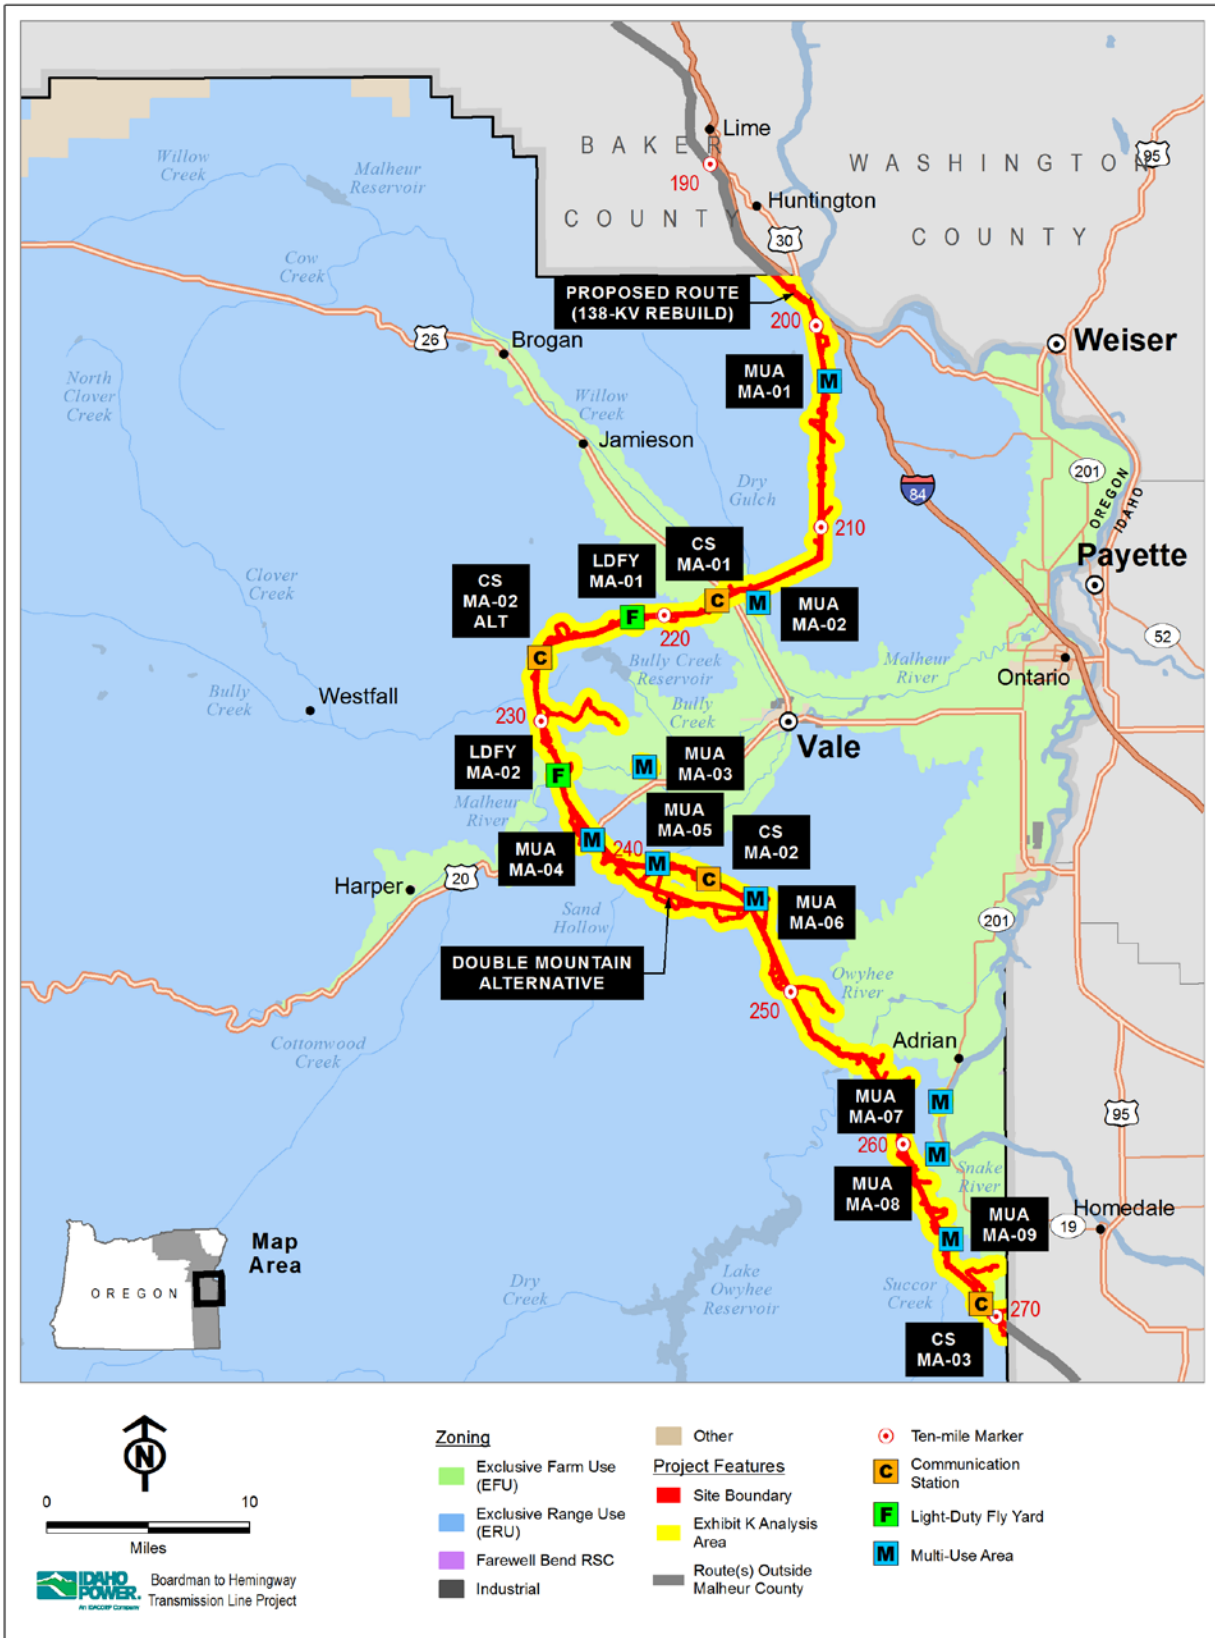 Lime
BAKER
COUNTY
WASHINGTON
COUNTY
95
190
Huntington
30
Willow
Creek
Malheur
Reservoir
Cow
Creek
PROPOSED ROUTE
(138-KV REBUILD)
200
26
Brogan
Weiser
MUA
MA-01
North
Clover
Creek
Willow
Creek
Jamieson
201
OREGON
IDAHO
84
Dry
Gulch
210
Payette
CS
MA-01
LDFY
MA-01
CS
MA-02
ALT
Clover
Creek
MUA
MA-02
220
52
Bully Creek
Reservoir
Malheur
River
Ontario
Bully
Creek
Westfall
Bully
Creek
230
Vale
LDFY
MA-02
MUA
MA-03
Malheur
River
MUA
MA-05
CS
MA-02
240
MUA
MA-04
Harper
20
MUA
MA-06
Sand
Hollow
201
DOUBLE MOUNTAIN
ALTERNATIVE
Owyhee
River
250
Cottonwood
Creek
Adrian
MUA
MA-07
95
260
Snake
River
MUA
MA-08
MUA
MA-09
19
Homedale
Map
Area
OREGON
Dry
Creek
Lake
Owyhee
Reservoir
Succor
Creek
270
CS
MA-03
M
M
M
M
M
M
M
M
M
C
C
C
C
F
F
N
0 10
Miles
IDAHO
POWER.
An IDACORP Company
Boardman to Hemingway
Transmission Line Project
Zoning
Exclusive Farm Use
(EFU)
Exclusive Range Use
(ERU)
Farewell Bend RSC
Industrial
Other
Project Features
Site Boundary
Exhibit K Analysis
Area
Route(s) Outside
Malheur County
Ten-mile Marker
C Communication
Station
F Light-Duty Fly Yard
M Multi-Use Area